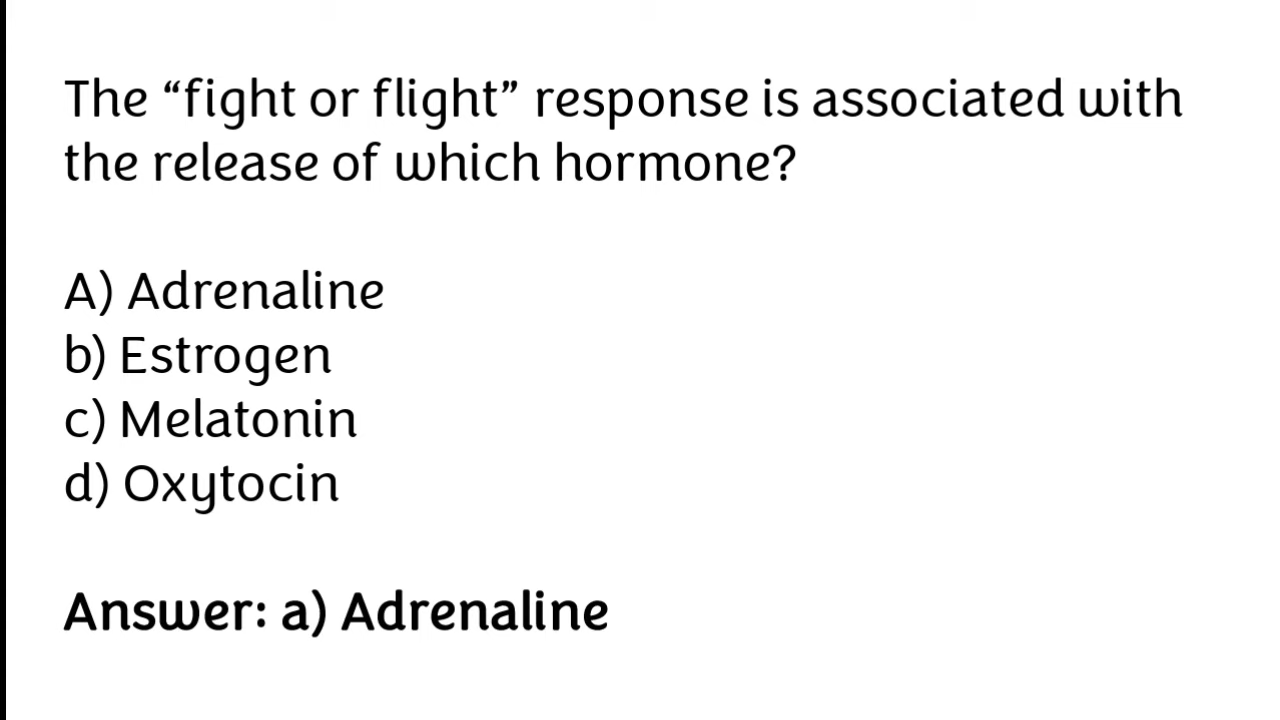 The “fight or flight” response is associated with
the release of which hormone?
A) Adrenaline
b) Estrogen
c) Melatonin
d) Oxytocin
Answer: a) Adrenaline